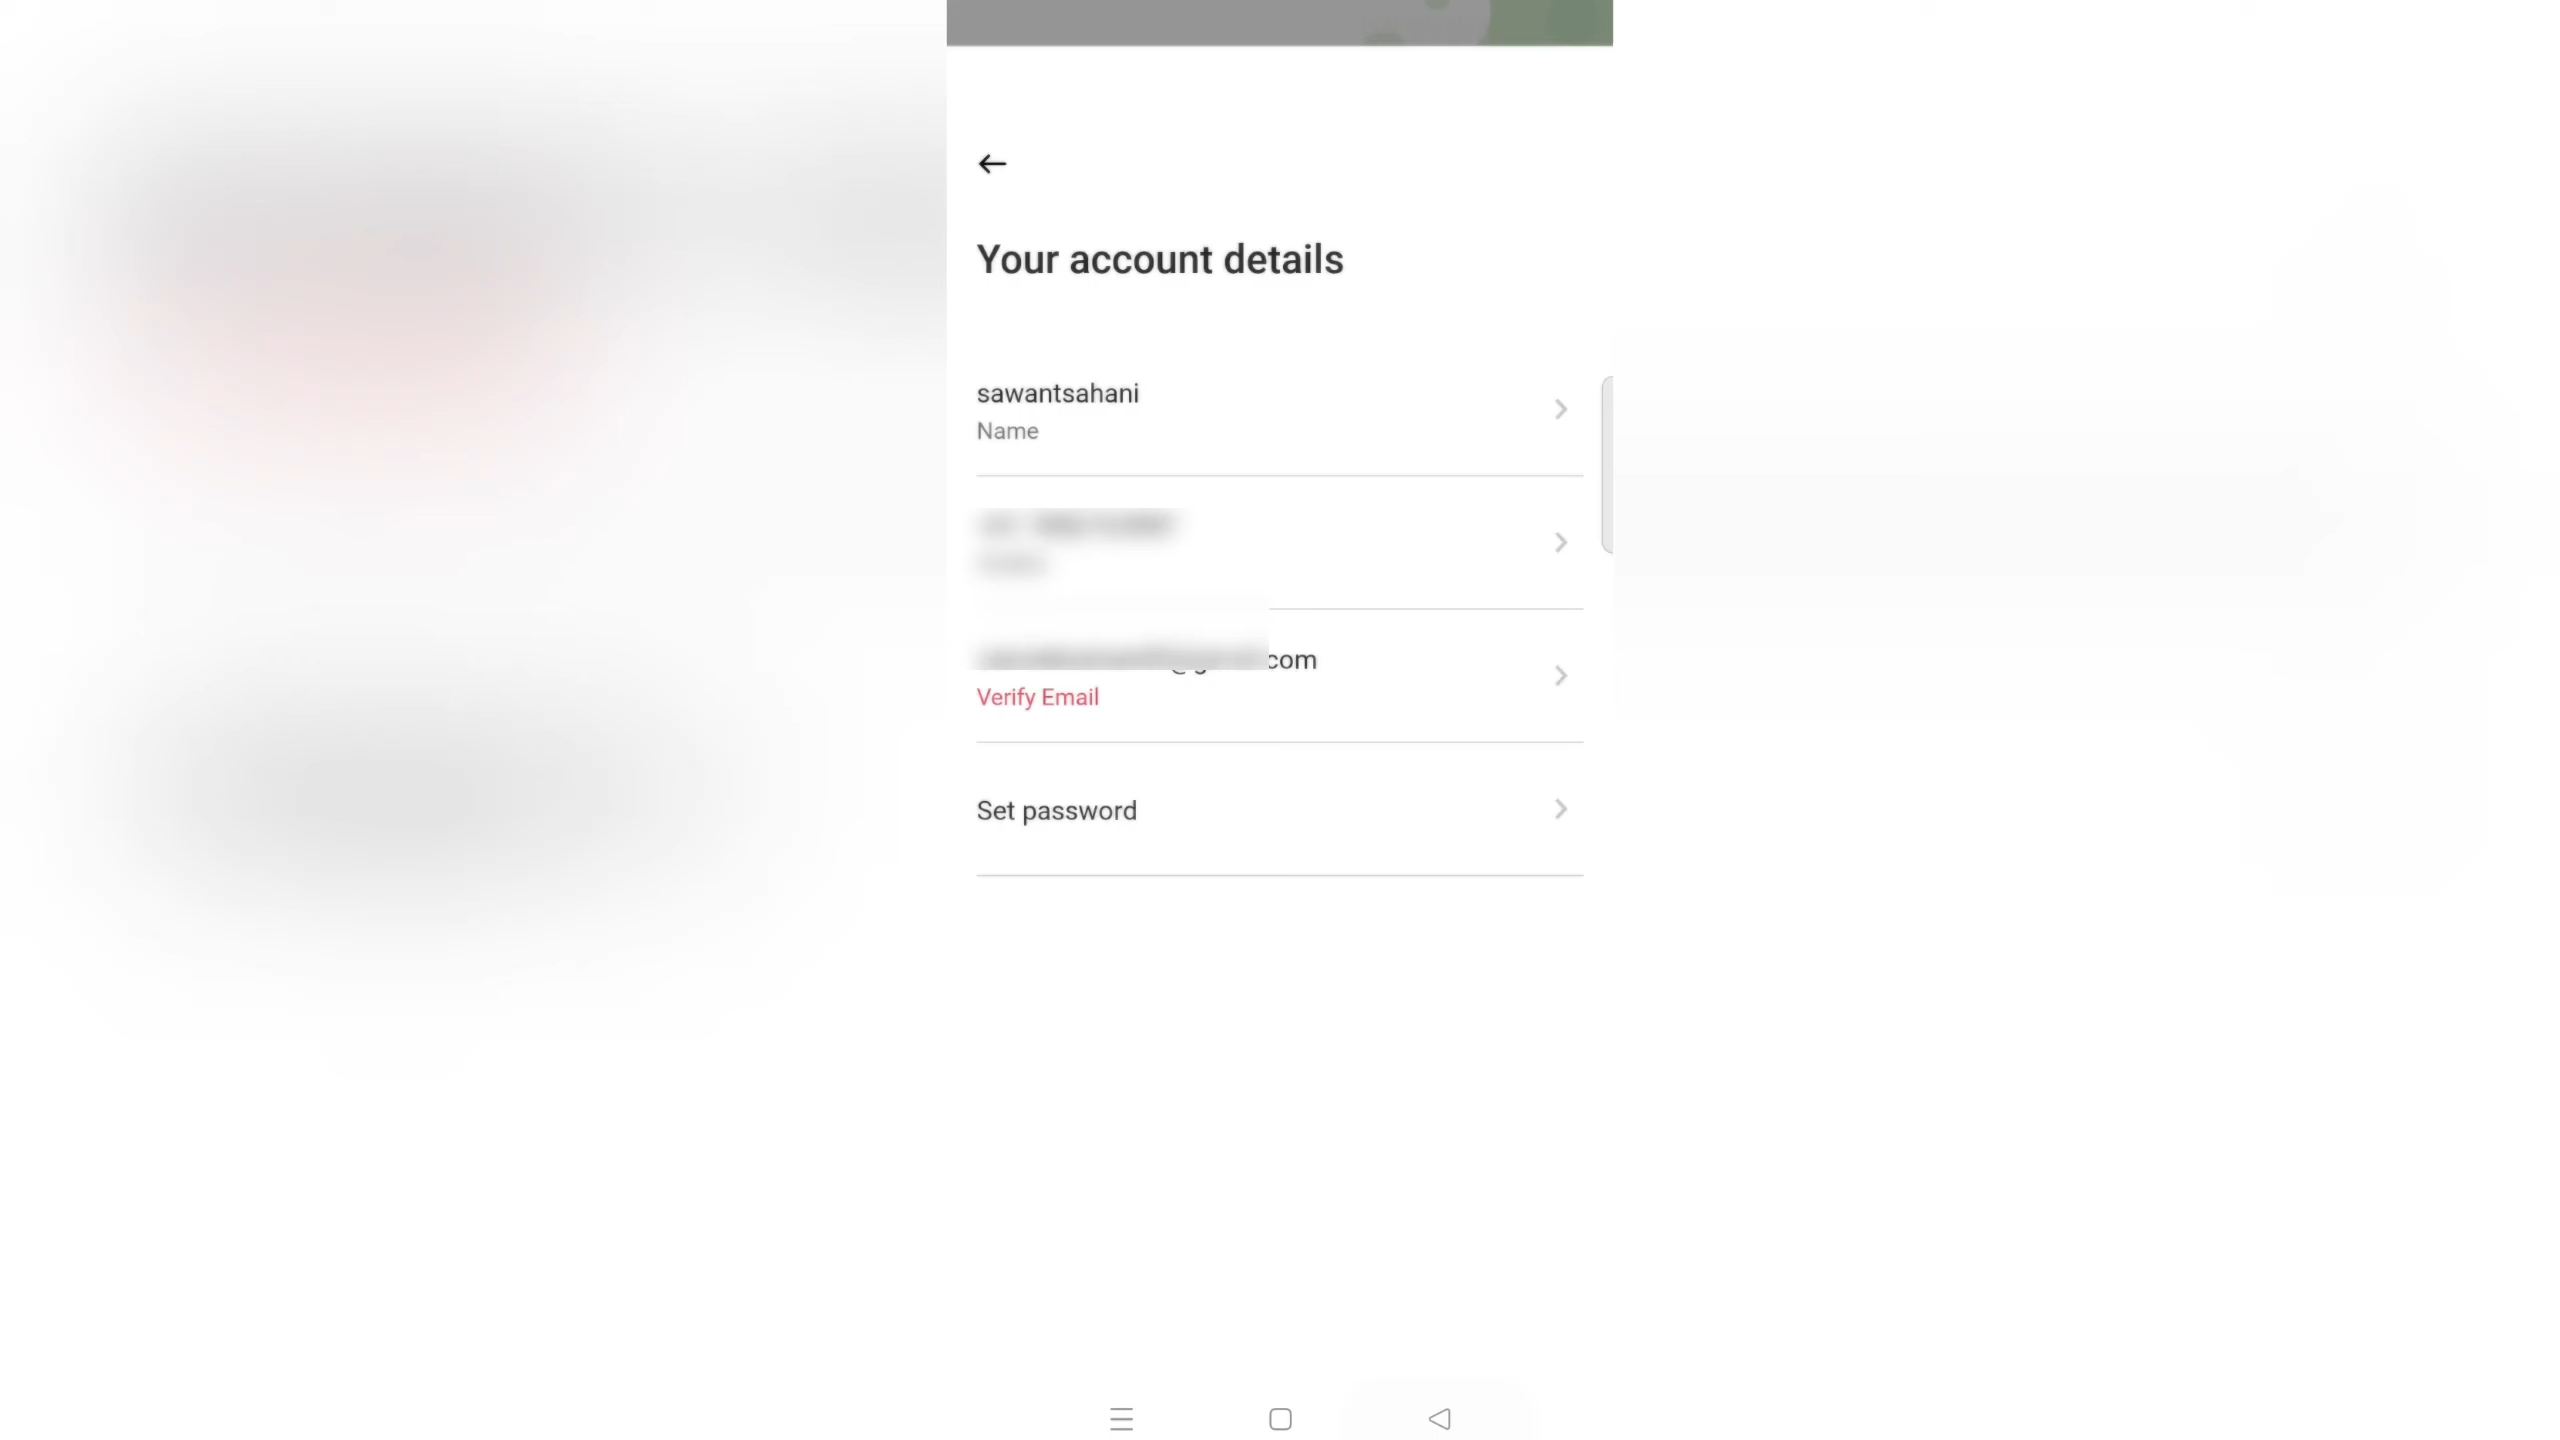 Your account details
sawantsahani
Name
com
Verify Email
Set password